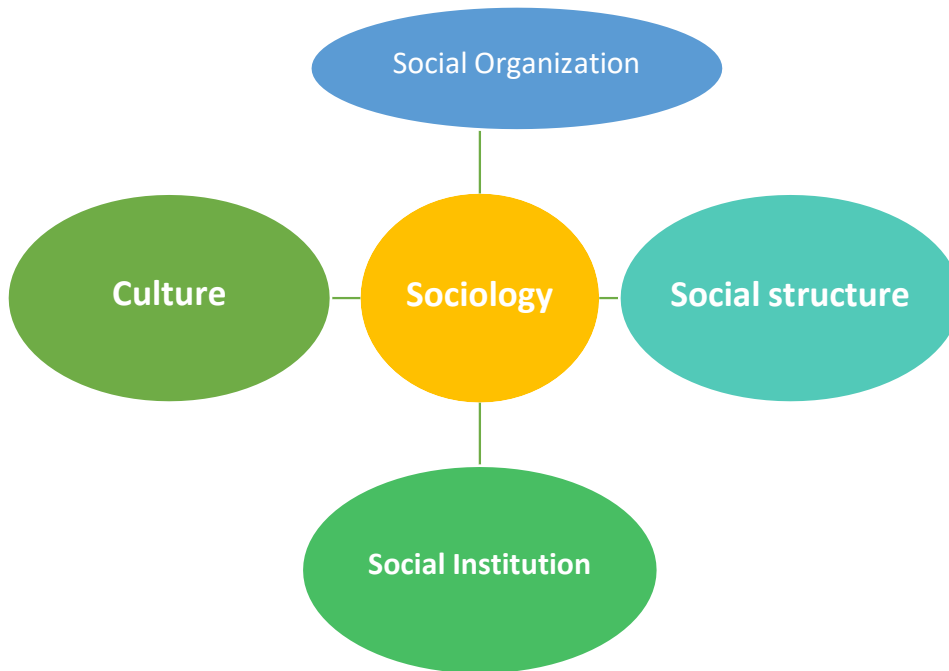 Social Organization
Culture
Sociology
Social structure
Social Institution